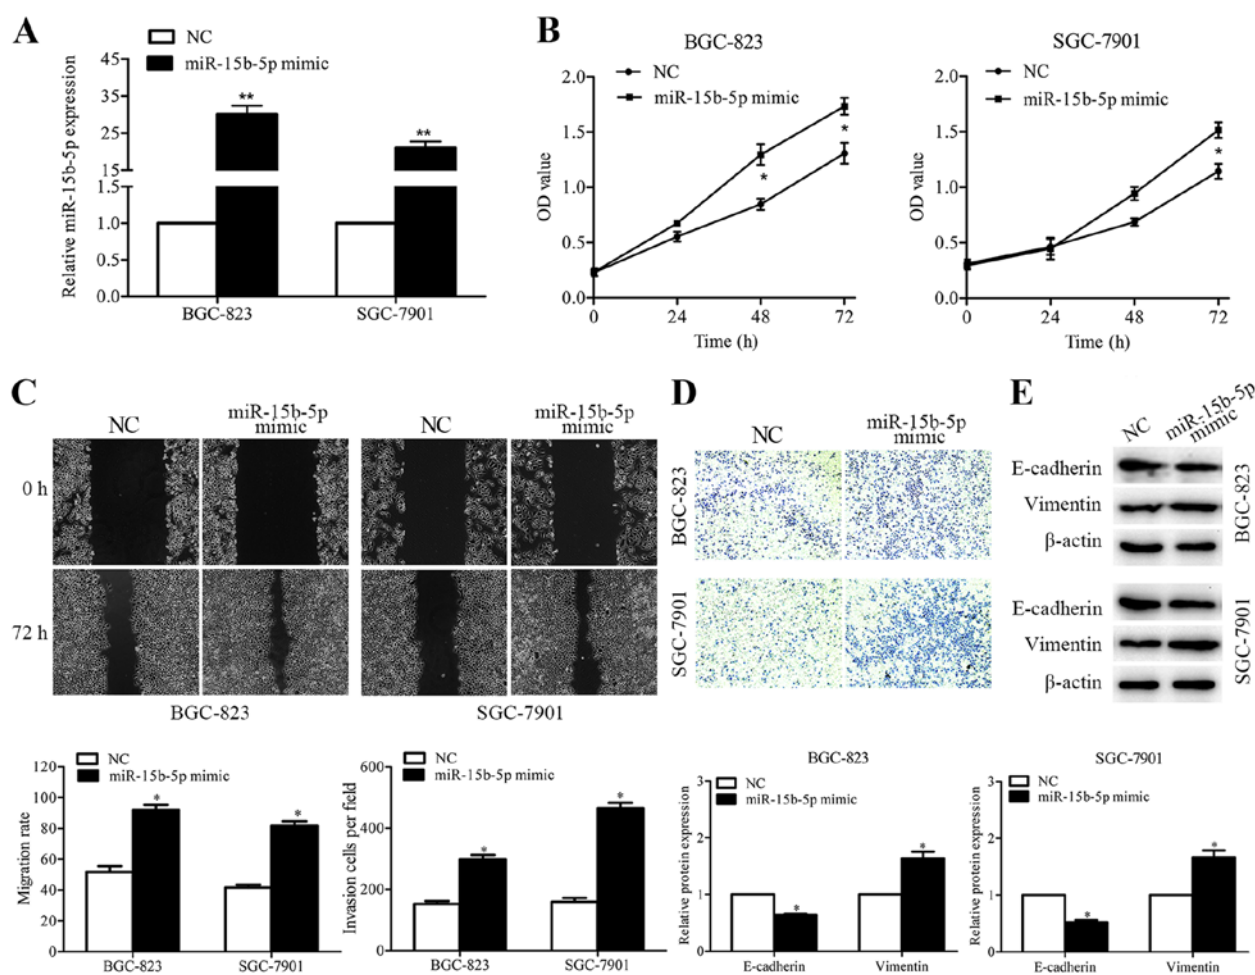 A
NC
miR-15b-5p mimic
Relative miR-15b-5p expression
45
35
25
15
1.5
1.0
0.5
0.0
**
**
BGC-823
SGC-7901
B
BGC-823
NC
miR-15b-5p mimic
OD value
2.0
1.5
1.0
0.5
0.0
*
*
0
24
48
72
Time (h)
SGC-7901
NC
miR-15b-5p mimic
OD value
2.0
1.5
1.0
0.5
0.0
*
0
24
48
72
Time (h)
C
NC
miR-15b-5p
mimic
NC
miR-15b-5p
mimic
0 h
72 h
BGC-823
SGC-7901
D
NC
miR-15b-5p
mimic
BGC-823
SGC-7901
E
NC
miR-15b-5p
mimic
E-cadherin
Vimentin
β-actin
BGC-823
E-cadherin
Vimentin
β-actin
SGC-7901
NC
miR-15b-5p mimic
Migration rate
120
100
80
60
40
20
0
*
*
BGC-823
SGC-7901
NC
miR-15b-5p mimic
Invasion cells per field
600
400
300
160
0
*
*
BGC-823
SGC-7901
BGC-823
NC
miR-15b-5p mimic
Relative protein expression
3
2
1
0
*
*
E-cadherin
Vimentin
SGC-7901
NC
miR-15b-5p mimic
Relative protein expression
3
2
1
0
*
*
E-cadherin
Vimentin